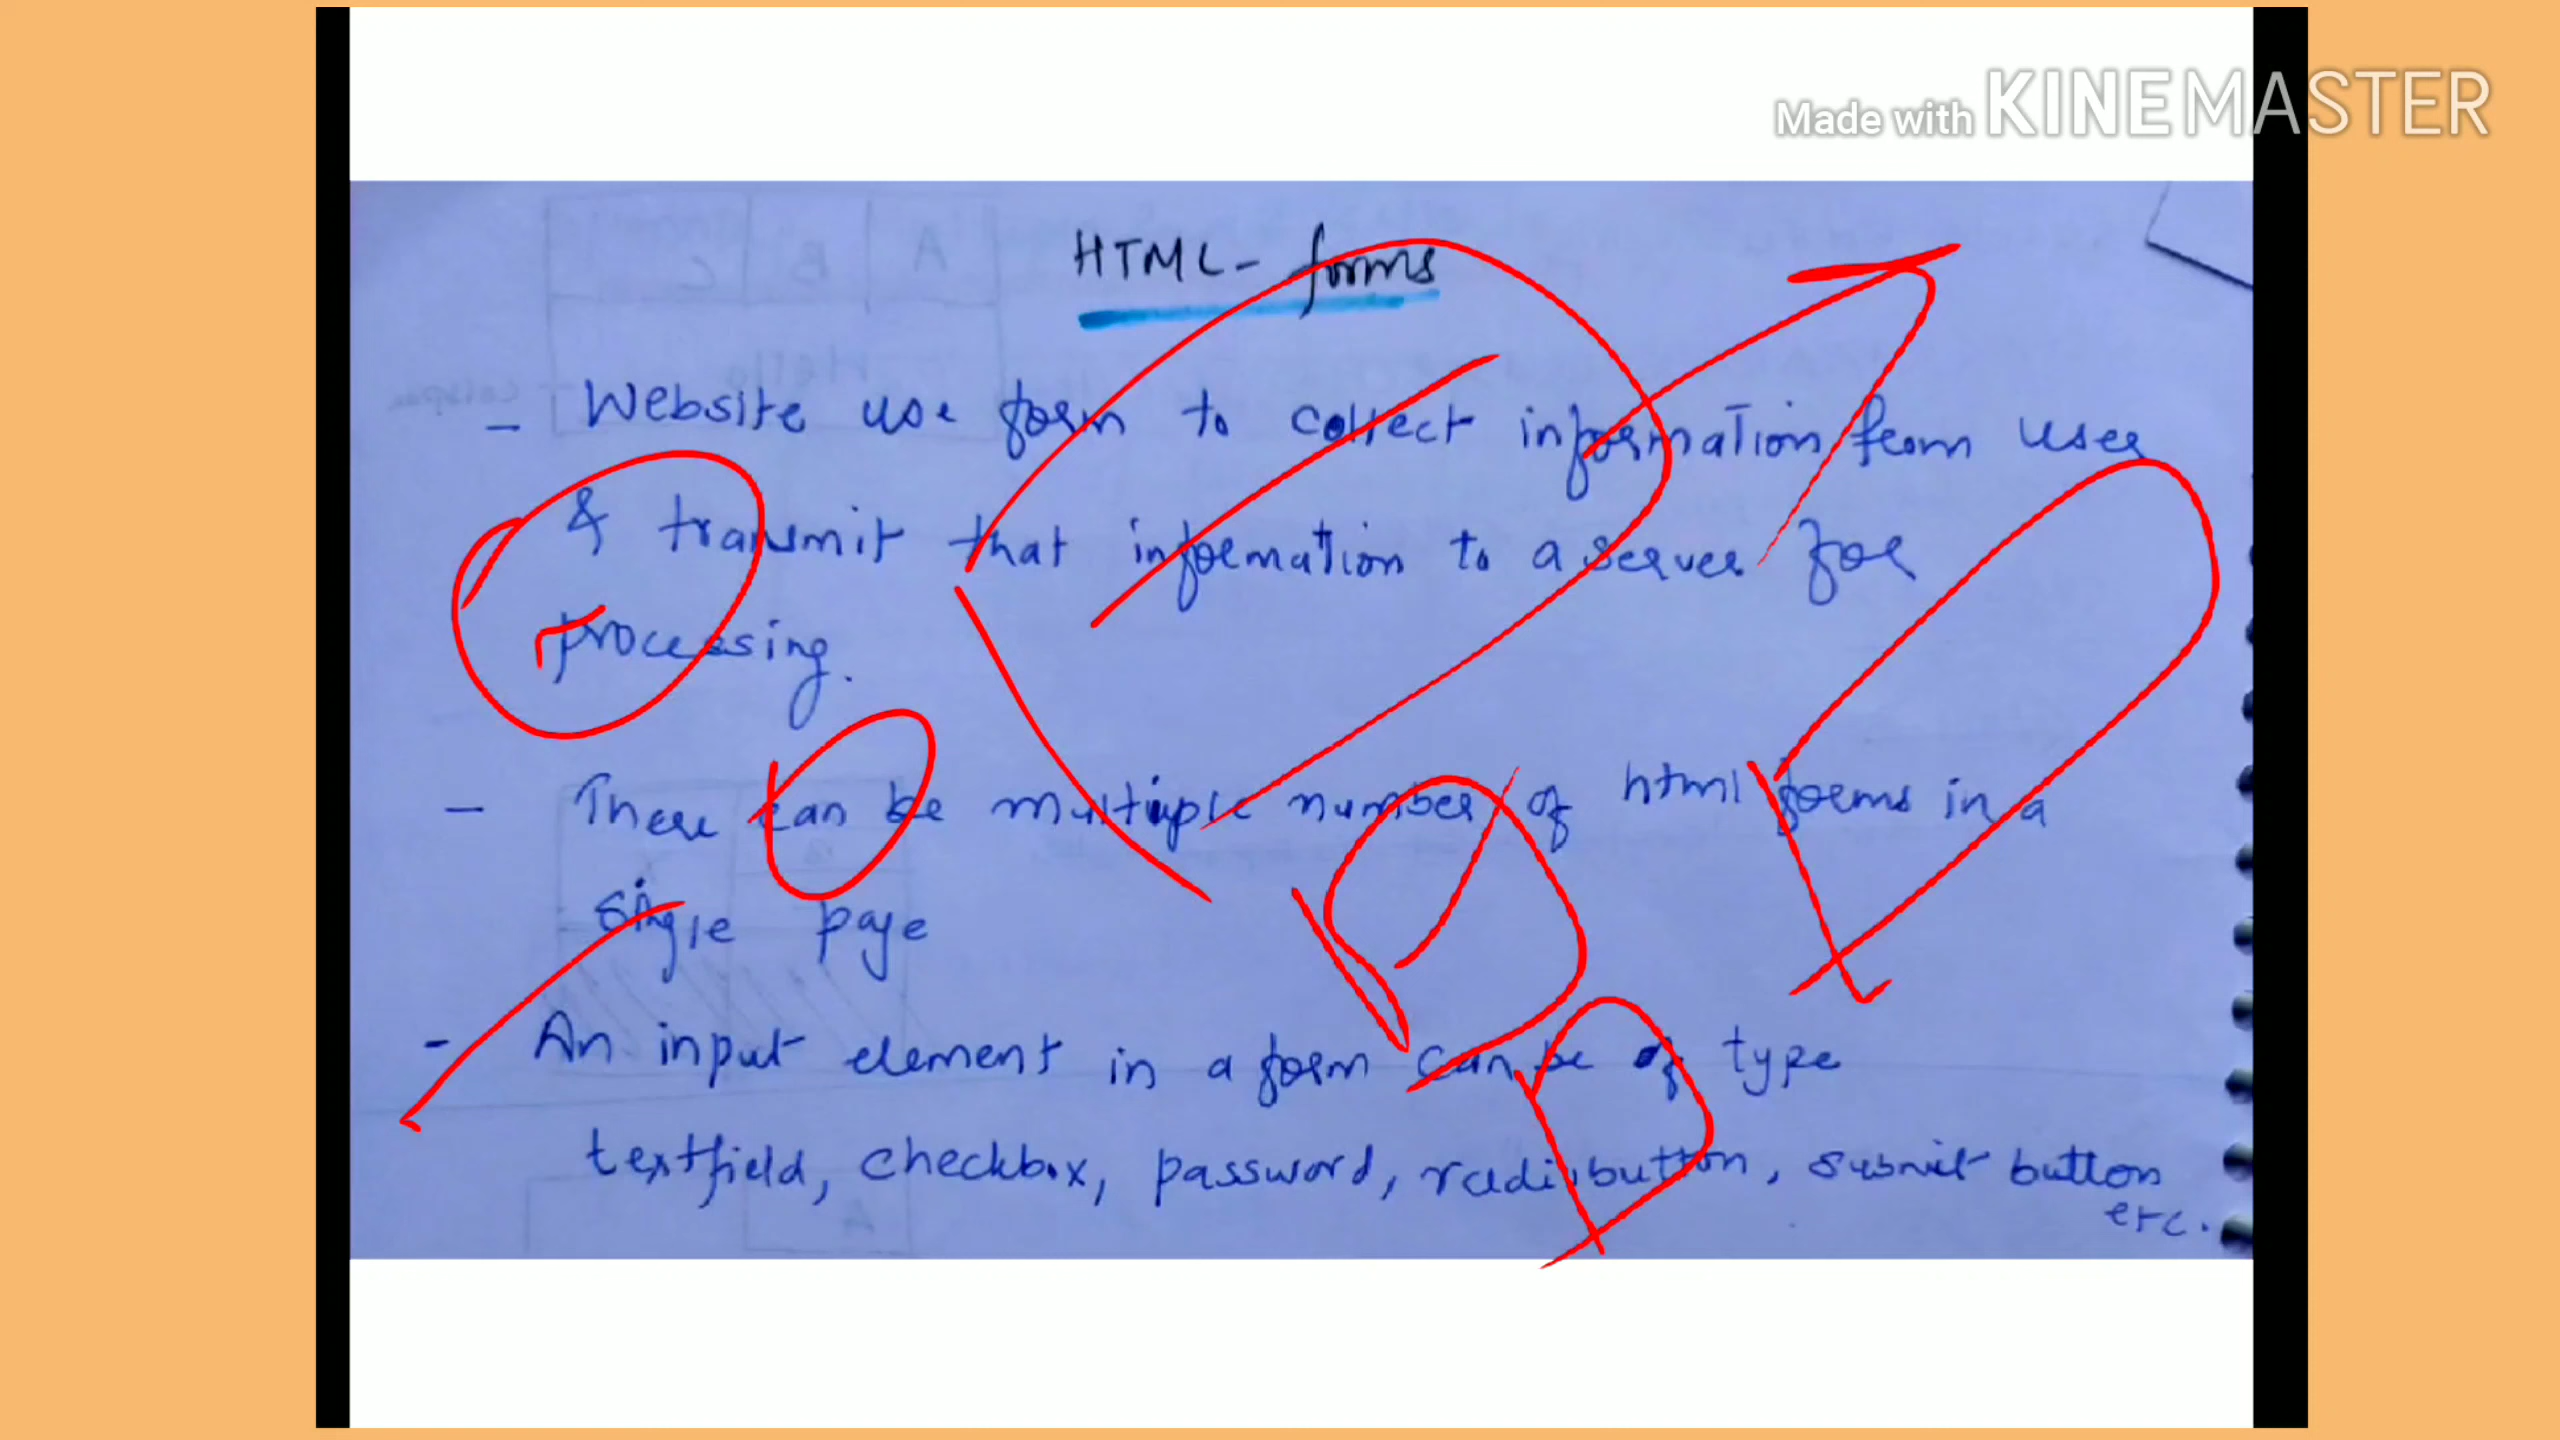 Made with KINEMASTER
HTML - forms
- Website use form to collect information from user
& transmit that information to a server for
processing.
- There can be multiple number of html forms in a
single page
- An input element in a form can be of type
textfield, checkbox, password, radiobutton, submit button
etc.